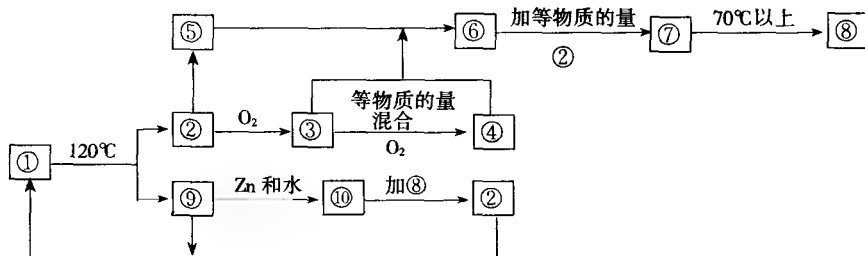 ⑤ ⑥ 加等物质的量 ② ⑦ 70℃以上 ⑧
② O₂ ③ 等物质的量混合 O₂ ④
① 120℃
⑨ Zn 和水 ⑩ 加⑧ ②